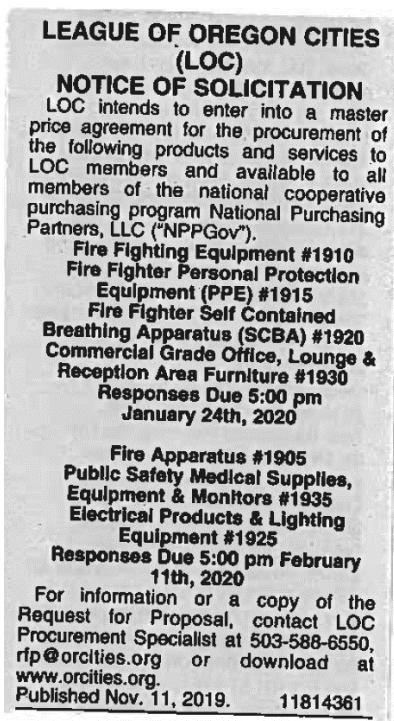 LEAGUE OF OREGON CITIES
(LOC)
NOTICE OF SOLICITATION
LOC intends to enter into a master
price agreement for the procurement of
the following products and services to
LOC members and available to all
members of the national cooperative
purchasing program National Purchasing
Partners, LLC ("NPPGov").
Fire Fighting Equipment #1910
Fire Fighter Personal Protection
Equipment (PPE) #1915
Fire Fighter Self Contained
Breathing Apparatus (SCBA) #1920
Commercial Grade Office, Lounge &
Reception Area Furniture #1930
Responses Due 5:00 pm
January 24th, 2020
Fire Apparatus #1905
Public Safety Medical Supplies,
Equipment & Monitors #1935
Electrical Products & Lighting
Equipment #1925
Responses Due 5:00 pm February
11th, 2020
For information or a copy of the
Request for Proposal, contact LOC
Procurement Specialist at 503-588-6550,
rfp@orcities.org or download at
www.orcities.org.
Published Nov. 11, 2019. 11814361